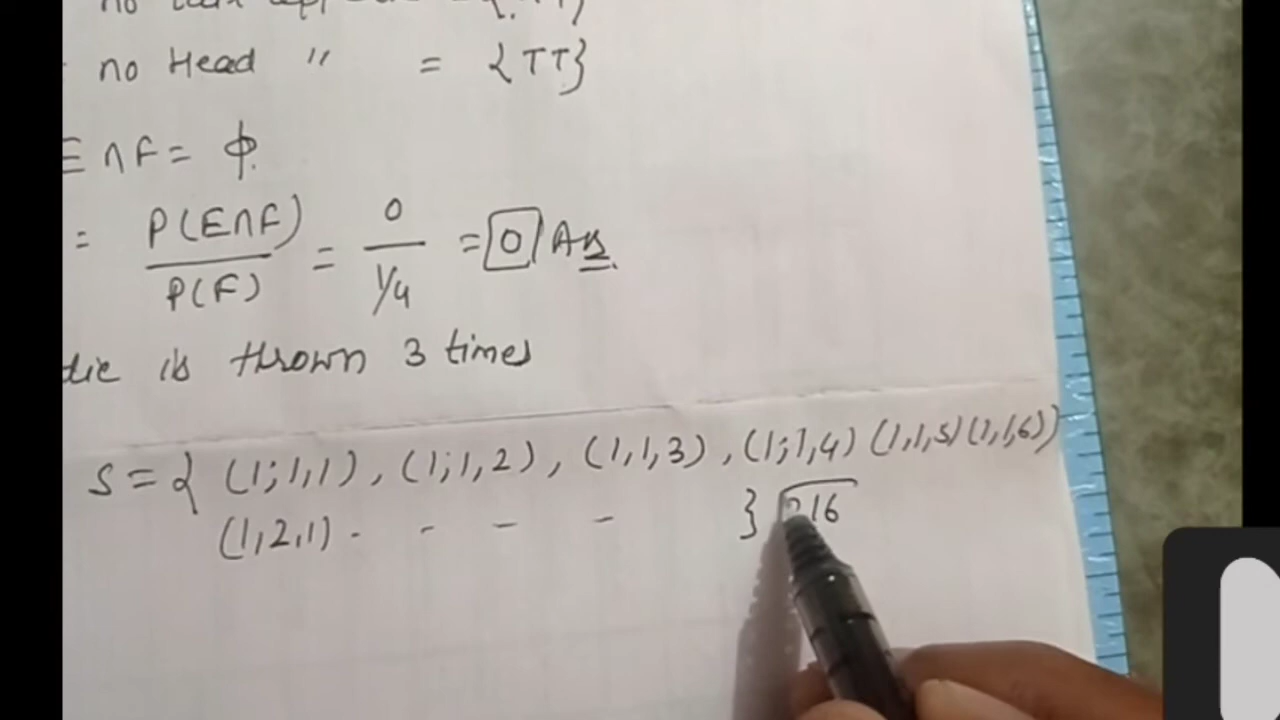 no
no Head " = {TT}
E ∩ F = φ.
= P(E∩F) / P(F) = 0 / 1/4 = 0 Ans.
die is thrown 3 times
S = { (1;1,1), (1;1,2), (1,1,3), (1;1,4) (1,1,5) (1,1,6))
(1,2,1) - - - - } 216